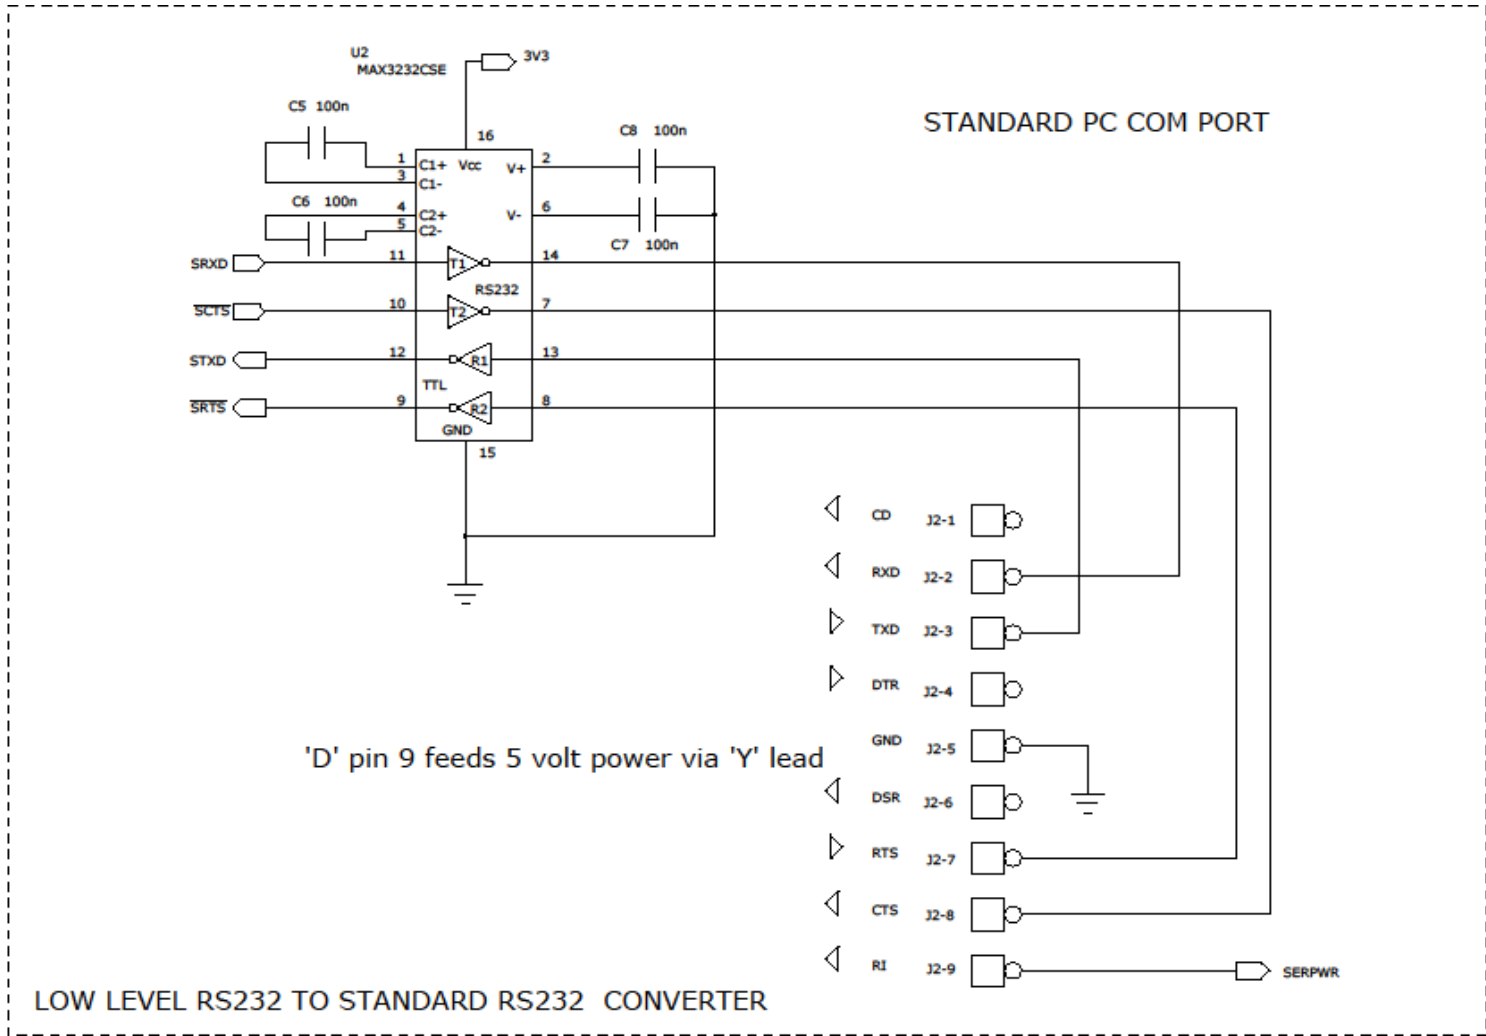 U2
MAX3232CSE
3V3
C5 100n
16
C8 100n
STANDARD PC COM PORT
1 C1+ Vcc V+ 2
3 C1-
C6 100n
4 C2+ V- 6
5 C2-
C7 100n
SRXD 11 T1 14
RS232
SCTS 10 T2 7
STXD 12 R1 13
TTL
SRTS 9 R2 8
GND
15
CD J2-1
RXD J2-2
TXD J2-3
DTR J2-4
GND J2-5
'D' pin 9 feeds 5 volt power via 'Y' lead
DSR J2-6
RTS J2-7
CTS J2-8
RI J2-9 SERPWR
LOW LEVEL RS232 TO STANDARD RS232 CONVERTER